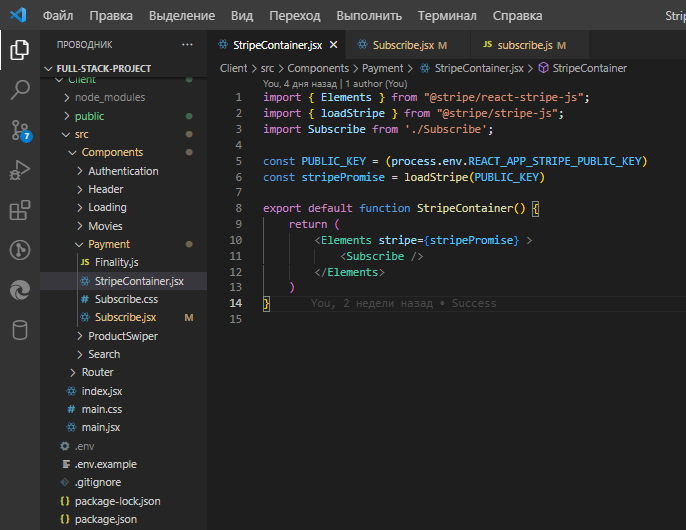 Файл Правка Выделение Вид Переход Выполнить Терминал Справка
ПРОВОДНИК
StripeContainer.jsx
Subscribe.jsx M
JS subscribe.js M
FULL-STACK-PROJECT
Client > src > Components > Payment > StripeContainer.jsx > StripeContainer
Client
node_modules
public
src
Components
Authentication
Header
Loading
Movies
Payment
JS Finality.js
StripeContainer.jsx
# Subscribe.css
Subscribe.jsx M
ProductSwiper
Search
Router
index.jsx
# main.css
main.jsx
.env
.env.example
.gitignore
{} package-lock.json
{} package.json
7
You, 4 дня назад | 1 author (You)
1 import { Elements } from "@stripe/react-stripe-js";
2 import { loadStripe } from "@stripe/stripe-js";
3 import Subscribe from './Subscribe';
4
5 const PUBLIC_KEY = (process.env.REACT_APP_STRIPE_PUBLIC_KEY)
6 const stripePromise = loadStripe(PUBLIC_KEY)
7
8 export default function StripeContainer() {
9 return (
10 <Elements stripe={stripePromise} >
11 <Subscribe />
12 </Elements>
13 )
14 } You, 2 недели назад • Success
15